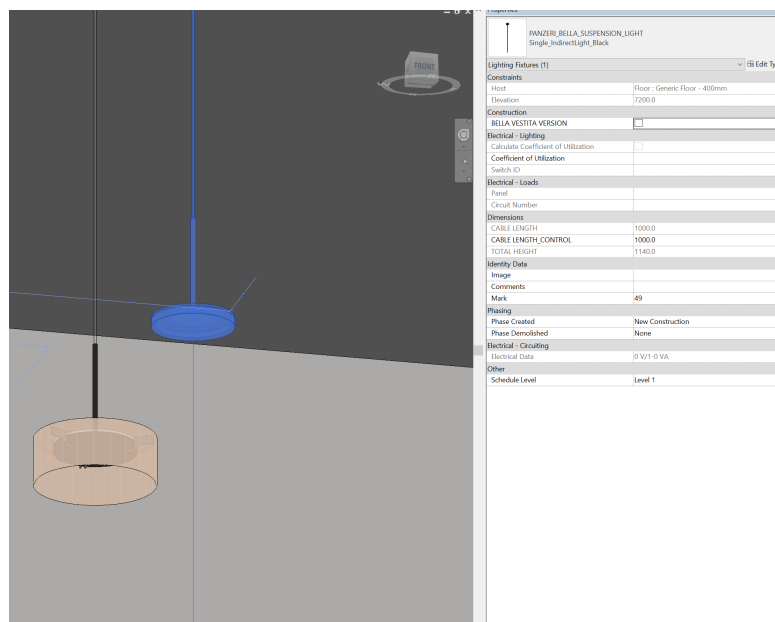 Properties
FRONT
PANZERI_BELLA_SUSPENSION_LIGHT
Single_IndirectLight_Black
Lighting Fixtures (1)
Edit Ty
Constraints
Host Floor : Generic Floor - 400mm
Elevation 7200.0
Construction
BELLA VESTITA VERSION
Electrical - Lighting
Calculate Coefficient of Utilization
Coefficient of Utilization
Switch ID
Electrical - Loads
Panel
Circuit Number
Dimensions
CABLE LENGTH 1000.0
CABLE LENGTH_CONTROL 1000.0
TOTAL HEIGHT 1140.0
Identity Data
Image
Comments
Mark 49
Phasing
Phase Created New Construction
Phase Demolished None
Electrical - Circuiting
Electrical Data 0 V/1-0 VA
Other
Schedule Level Level 1